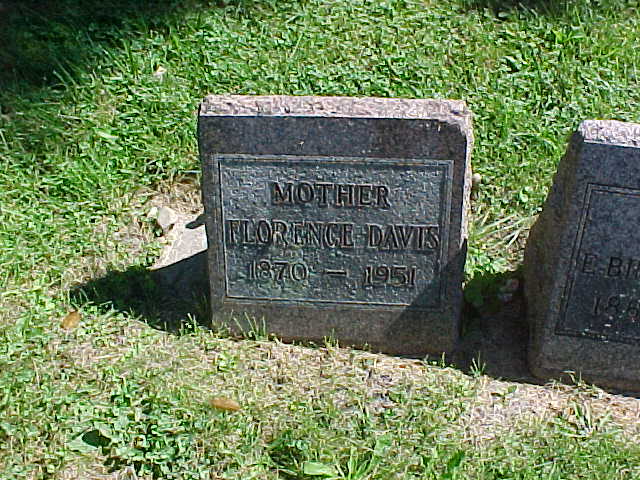 MOTHER
FLORENCE DAVIS
1870 — 1951